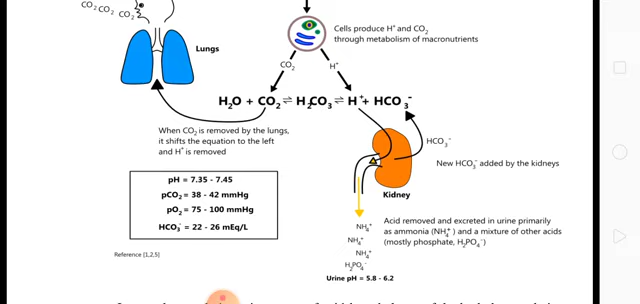 CO₂
CO₂ CO₂ CO₂
Lungs
Cells produce H⁺ and CO₂
through metabolism of macronutrients
CO₂
H⁺
H₂O + CO₂ ⇌ H₂CO₃ ⇌ H⁺ + HCO₃⁻
When CO₂ is removed by the lungs,
it shifts the equation to the left
and H⁺ is removed
HCO₃⁻
New HCO₃⁻ added by the kidneys
Kidney
pH = 7.35 - 7.45
pCO₂ = 38 - 42 mmHg
pO₂ = 75 - 100 mmHg
HCO₃⁻ = 22 - 26 mEq/L
Reference [1,2,5]
NH₄⁺
NH₄⁺
NH₄⁺
H₂PO₄⁻
Acid removed and excreted in urine primarily
as ammonia (NH₄⁺) and a mixture of other acids
(mostly phosphate, H₂PO₄⁻)
Urine pH = 5.8 - 6.2